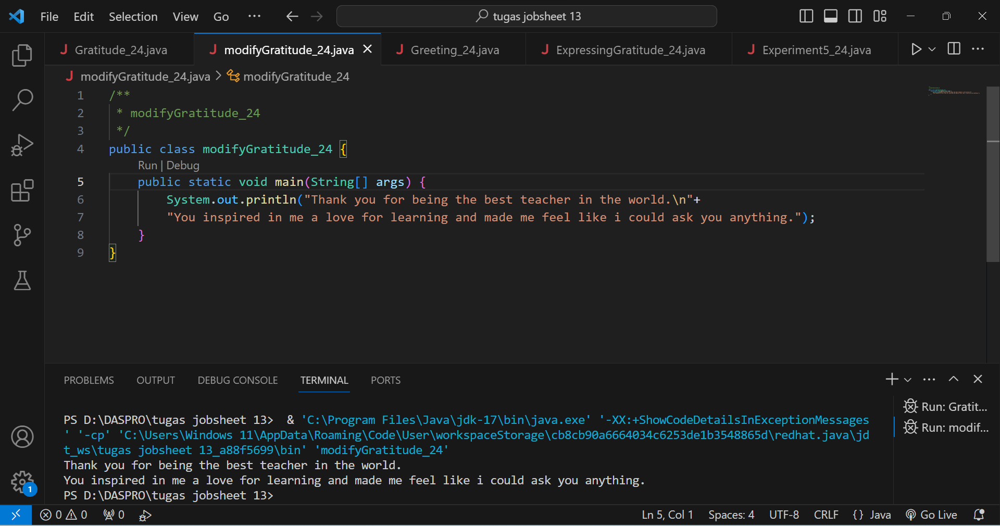 File Edit Selection View Go ··· tugas jobsheet 13
Gratitude_24.java modifyGratitude_24.java Greeting_24.java ExpressingGratitude_24.java Experiment5_24.java
modifyGratitude_24.java > modifyGratitude_24
1 /**
2  * modifyGratitude_24
3  */
4 public class modifyGratitude_24 {
Run | Debug
5     public static void main(String[] args) {
6         System.out.println("Thank you for being the best teacher in the world.\n"+
7         "You inspired in me a love for learning and made me feel like i could ask you anything.");
8     }
9 }
PROBLEMS OUTPUT DEBUG CONSOLE TERMINAL PORTS
Run: Gratit...
Run: modif...
PS D:\DASPRO\tugas jobsheet 13>  & 'C:\Program Files\Java\jdk-17\bin\java.exe' '-XX:+ShowCodeDetailsInExceptionMessages
' '-cp' 'C:\Users\Windows 11\AppData\Roaming\Code\User\workspaceStorage\cb8cb90a6664034c6253de1b3548865d\redhat.java\jd
t_ws\tugas jobsheet 13_a88f5699\bin' 'modifyGratitude_24'
Thank you for being the best teacher in the world.
You inspired in me a love for learning and made me feel like i could ask you anything.
PS D:\DASPRO\tugas jobsheet 13>
1
0 0 0 Ln 5, Col 1 Spaces: 4 UTF-8 CRLF {} Java Go Live